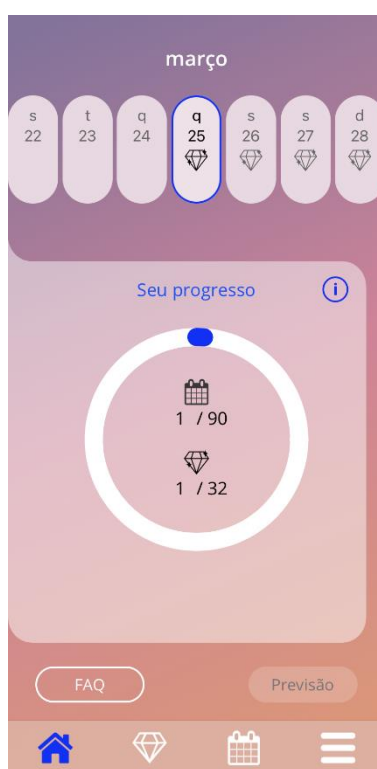 março
s t q q s s d
22 23 24 25 26 27 28
Seu progresso i
1 / 90
1 / 32
FAQ Previsão